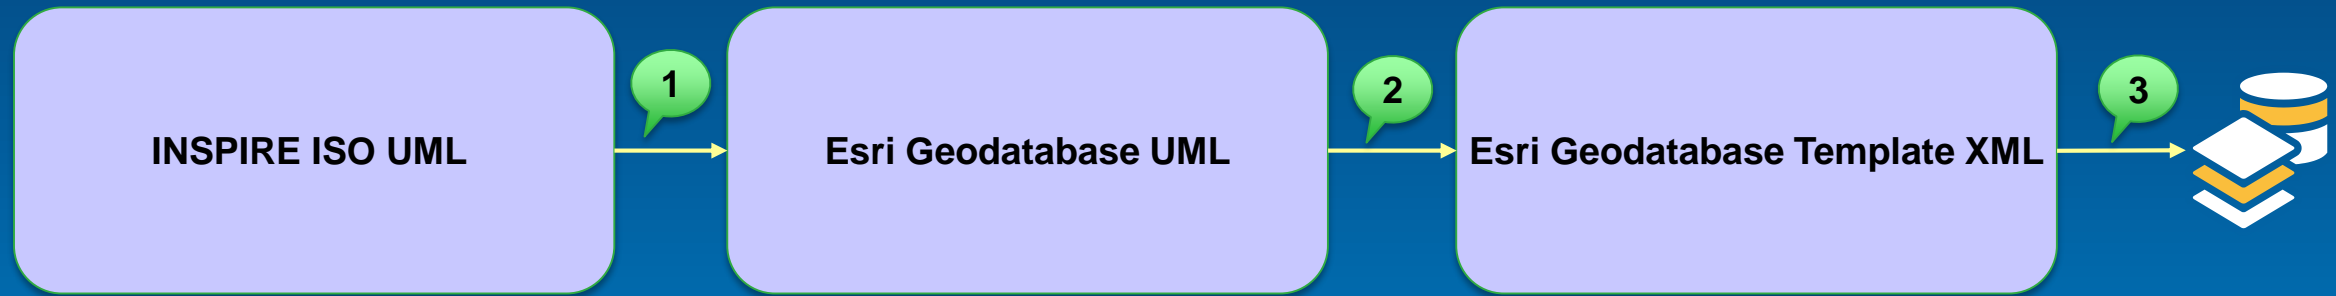 1
2
3
INSPIRE ISO UML
Esri Geodatabase UML
Esri Geodatabase Template XML